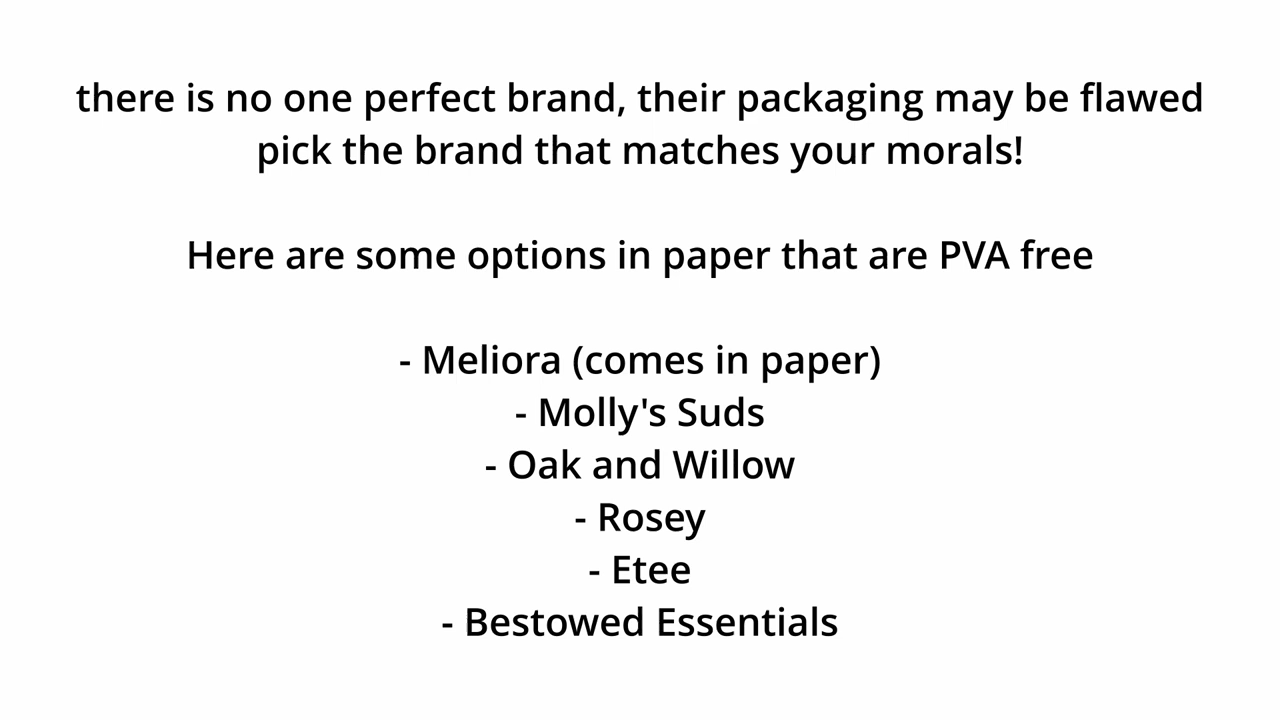 there is no one perfect brand, their packaging may be flawed
pick the brand that matches your morals!
Here are some options in paper that are PVA free
- Meliora (comes in paper)
- Molly's Suds
- Oak and Willow
- Rosey
- Etee
- Bestowed Essentials